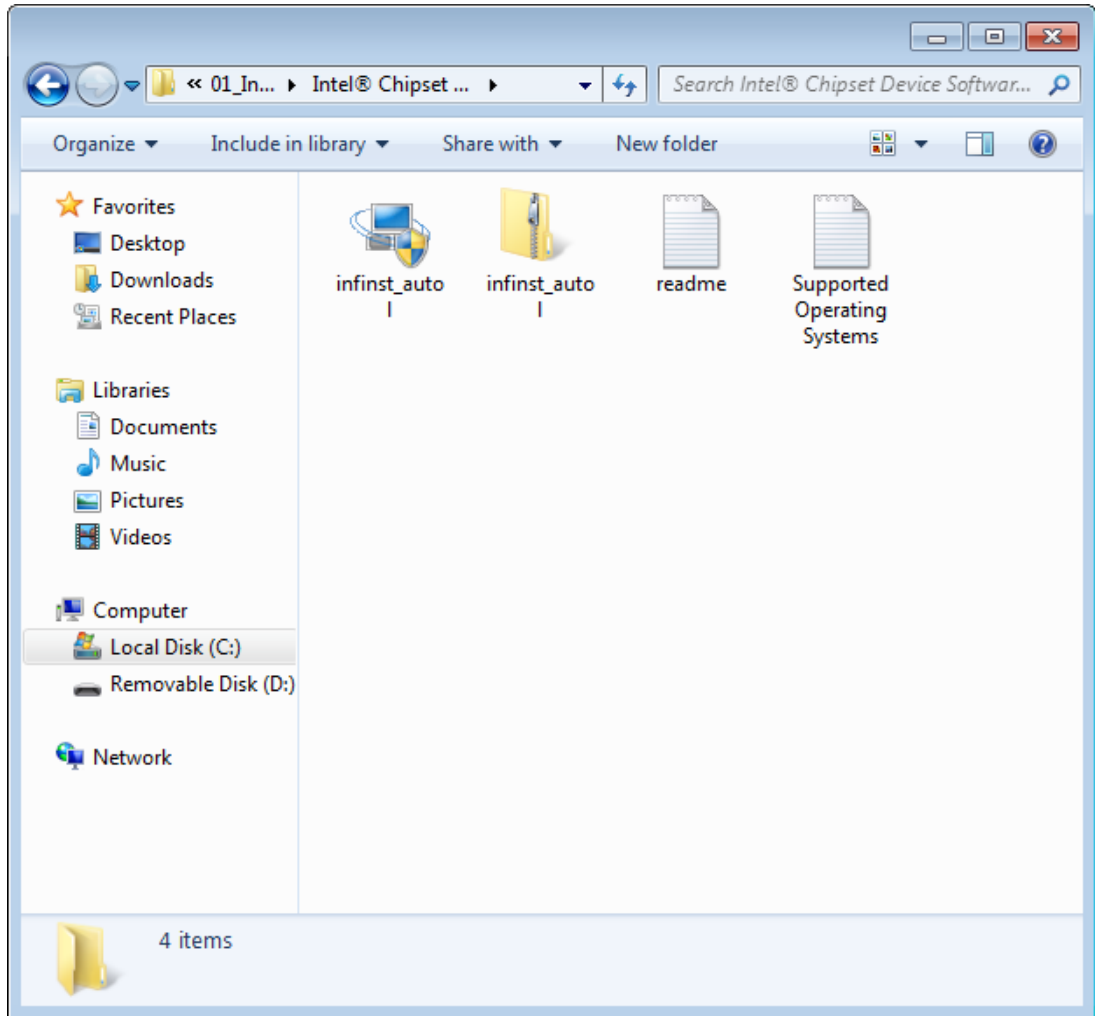 « 01_In... Intel® Chipset ...
Search Intel® Chipset Device Softwar...
Organize Include in library Share with New folder
Favorites
Desktop
Downloads
Recent Places
Libraries
Documents
Music
Pictures
Videos
Computer
Local Disk (C:)
Removable Disk (D:)
Network
infinst_auto
l
infinst_auto
l
readme
Supported
Operating
Systems
4 items